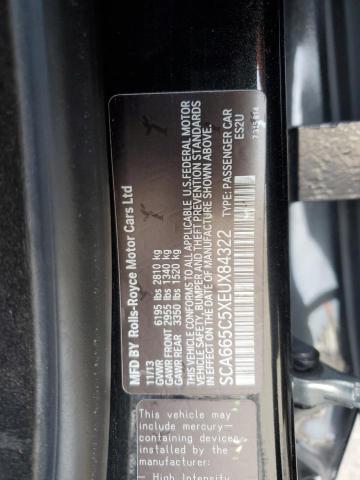 MFD BY Rolls-Royce Motor Cars Ltd
11/13
GVWR 6195 lbs 2810 kg
GAWR FRONT 2955 lbs 1340 kg
GAWR REAR 3350 lbs 1520 kg
THIS VEHICLE CONFORMS TO ALL APPLICABLE U.S. FEDERAL MOTOR
VEHICLE SAFETY, BUMPER AND THEFT PREVENTION STANDARDS
IN EFFECT ON THE DATE OF MANUFACTURE SHOWN ABOVE.
SCA665C5XEUX84322
TYPE: PASSENGER CAR
ES2U
7 315 614
This vehicle may
include mercury-
containing devices
installed by the
manufacturer:
- High Intensity